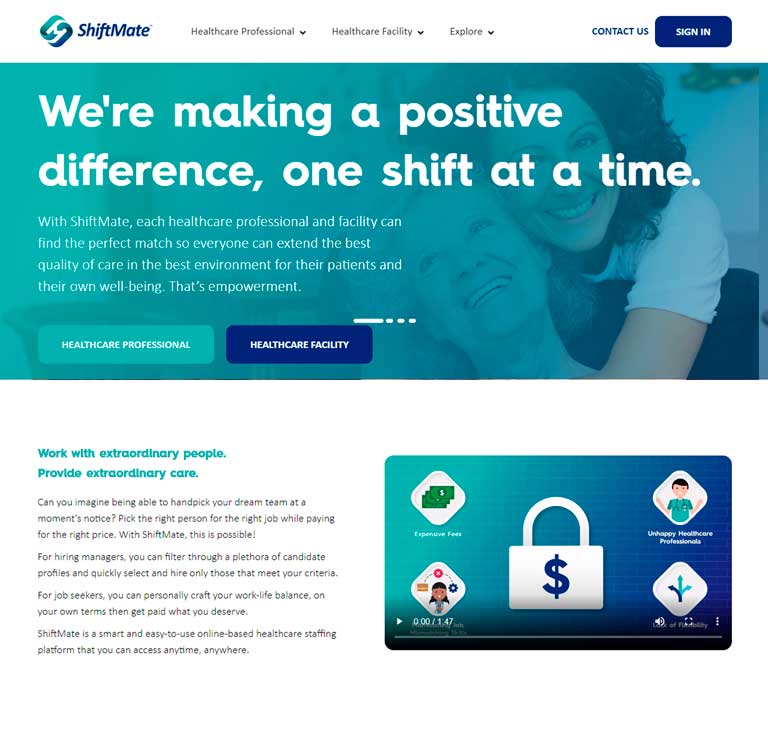 ShiftMate
Healthcare Professional
Healthcare Facility
Explore
CONTACT US
SIGN IN
We're making a positive
difference, one shift at a time.
With ShiftMate, each healthcare professional and facility can
find the perfect match so everyone can extend the best
quality of care in the best environment for their patients and
their own well-being. That's empowerment.
HEALTHCARE PROFESSIONAL
HEALTHCARE FACILITY
Work with extraordinary people.
Provide extraordinary care.
Can you imagine being able to handpick your dream team at a
moment's notice? Pick the right person for the right job while paying
for the right price. With ShiftMate, this is possible!
For hiring managers, you can filter through a plethora of candidate
profiles and quickly select and hire only those that meet your criteria.
For job seekers, you can personally craft your work-life balance, on
your own terms then get paid what you deserve.
ShiftMate is a smart and easy-to-use online-based healthcare staffing
platform that you can access anytime, anywhere.
$
Expensive Fees
Unhappy Healthcare
Professionals
$
0:00 / 1:47
Job
Mismatching Skills
Lack of Flexibility